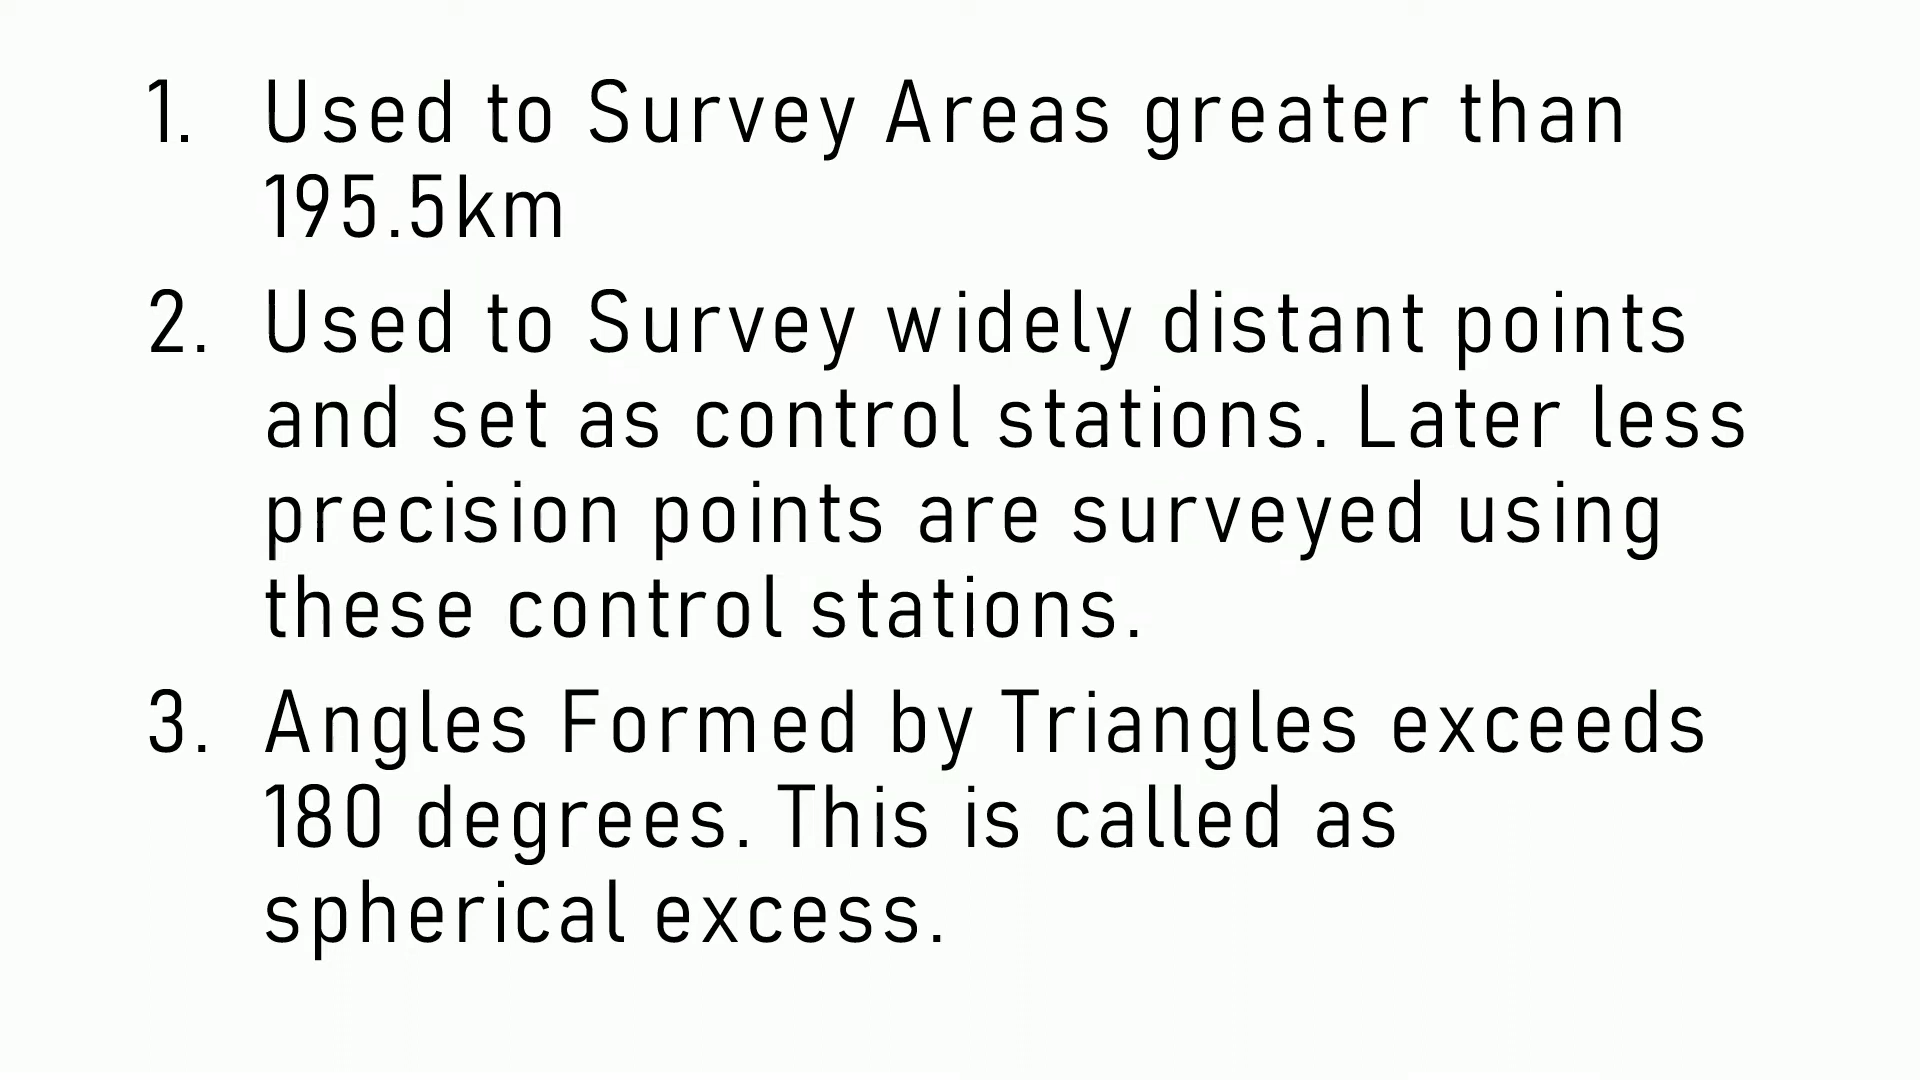 1. Used to Survey Areas greater than
195.5km
2. Used to Survey widely distant points
and set as control stations. Later less
precision points are surveyed using
these control stations.
3. Angles Formed by Triangles exceeds
180 degrees. This is called as
spherical excess.